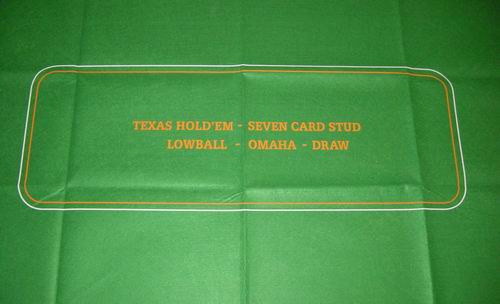 TEXAS HOLD'EM - SEVEN CARD STUD
LOWBALL - OMAHA - DRAW